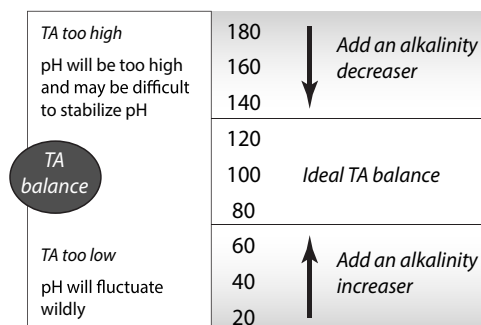 TA too high
pH will be too high
and may be difficult
to stabilize pH
TA
balance
TA too low
pH will fluctuate
wildly
180
160
140
120
100
80
60
40
20
Add an alkalinity
decreaser
Ideal TA balance
Add an alkalinity
increaser